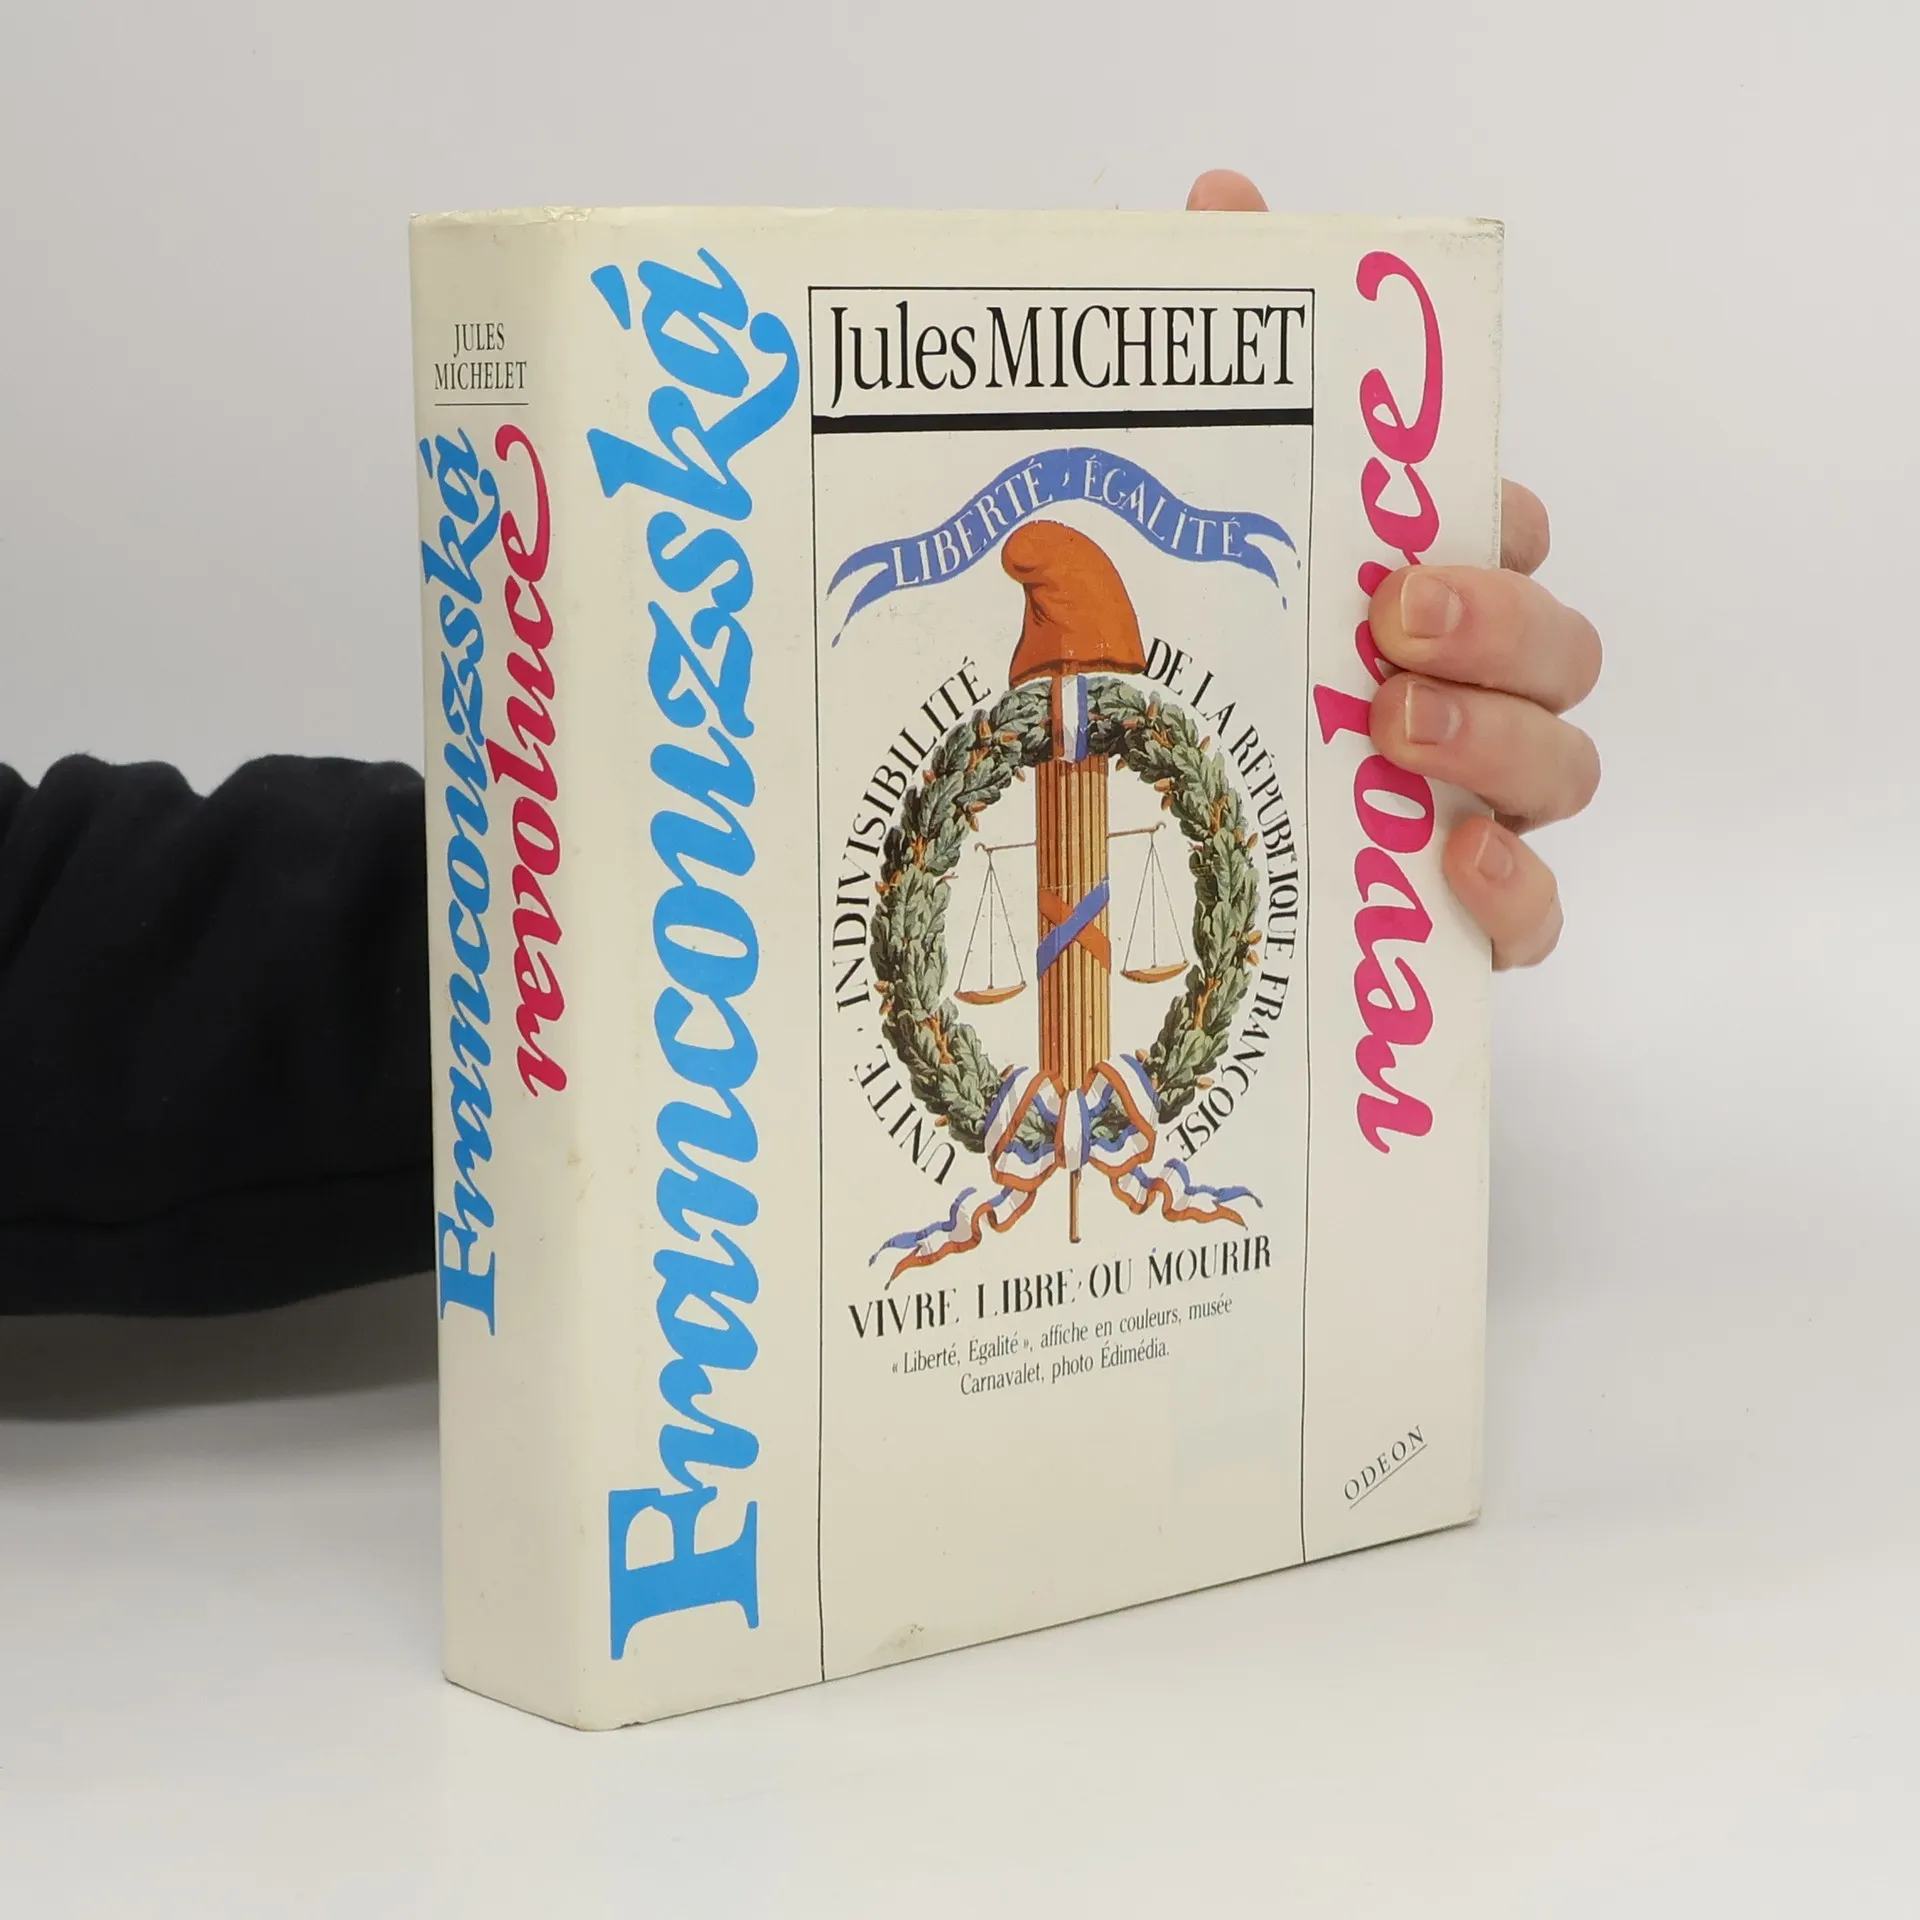 JULES
MICHELET
Francouzská
revoluce
Francouzská
revoluce
Jules MICHELET
LIBERTÉ, ÉGALITÉ
UNITÉ. INDIVISIBILITÉ
DE LA RÉPUBLIQUE FRANÇOISE
VIVRE LIBRE, OU MOURIR
« Liberté, Égalité », affiche en couleurs, musée
Carnavalet, photo Édimédia.
ODEON